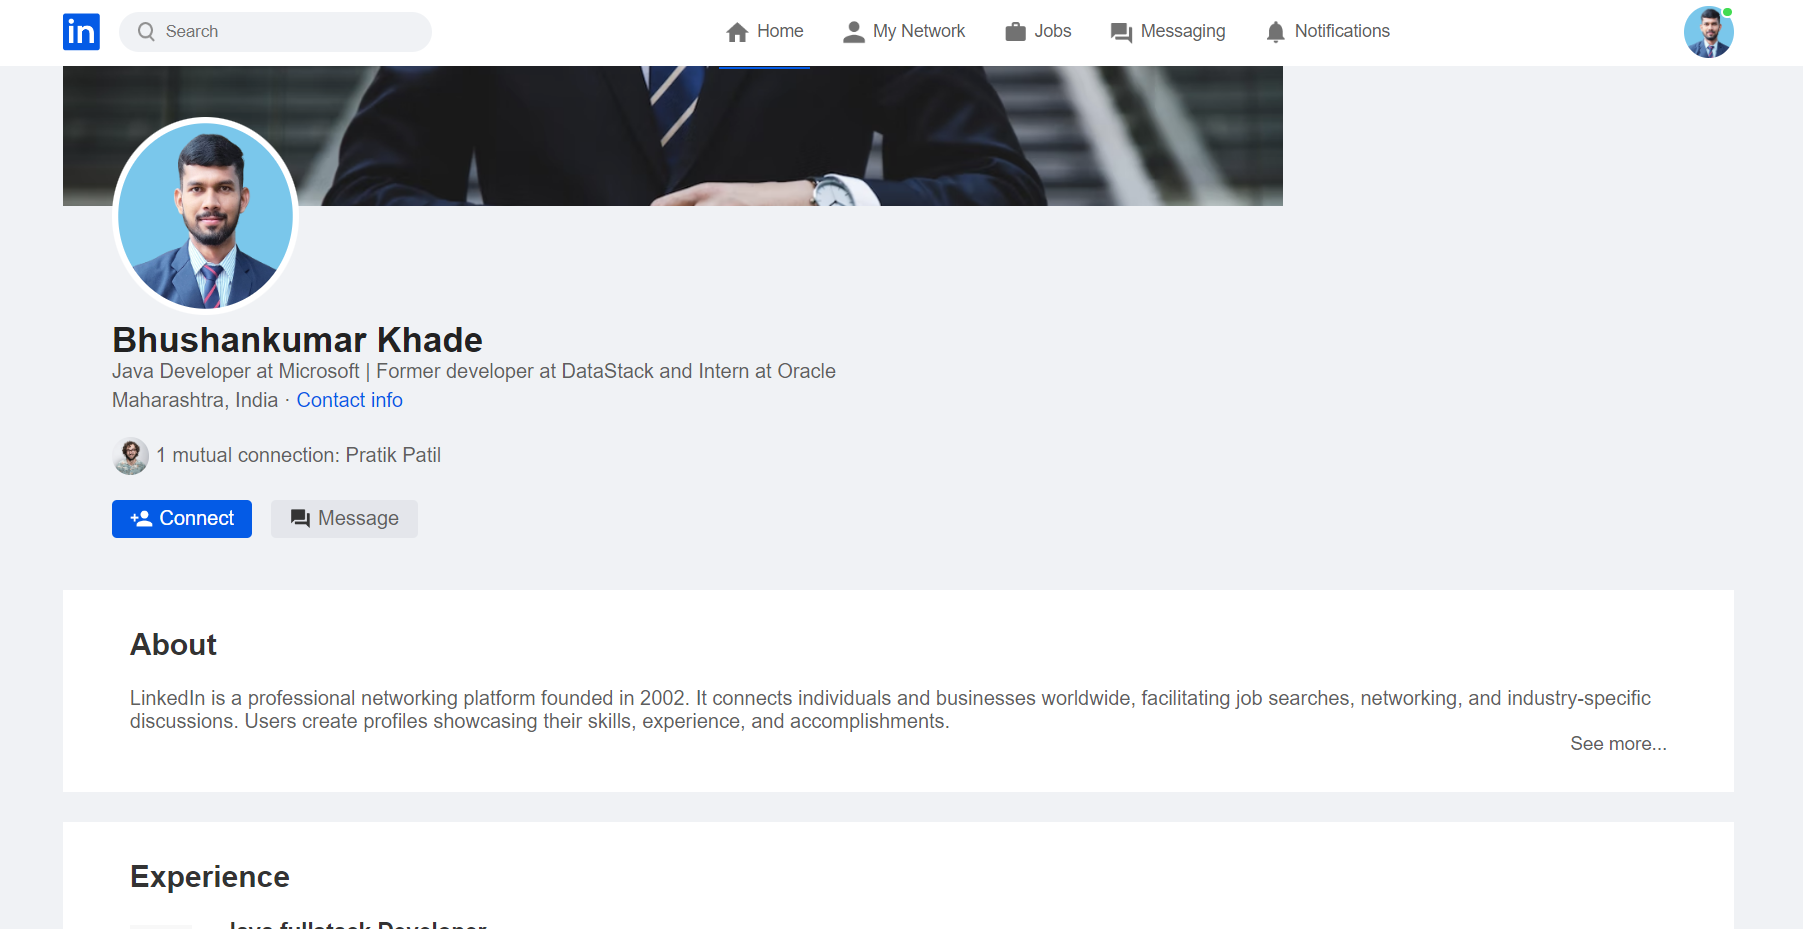 in
Search
Home
My Network
Jobs
Messaging
Notifications
Bhushankumar Khade
Java Developer at Microsoft | Former developer at DataStack and Intern at Oracle
Maharashtra, India · Contact info
1 mutual connection: Pratik Patil
Connect
Message
About
LinkedIn is a professional networking platform founded in 2002. It connects individuals and businesses worldwide, facilitating job searches, networking, and industry-specific
discussions. Users create profiles showcasing their skills, experience, and accomplishments.
See more...
Experience
Java fullstack Developer